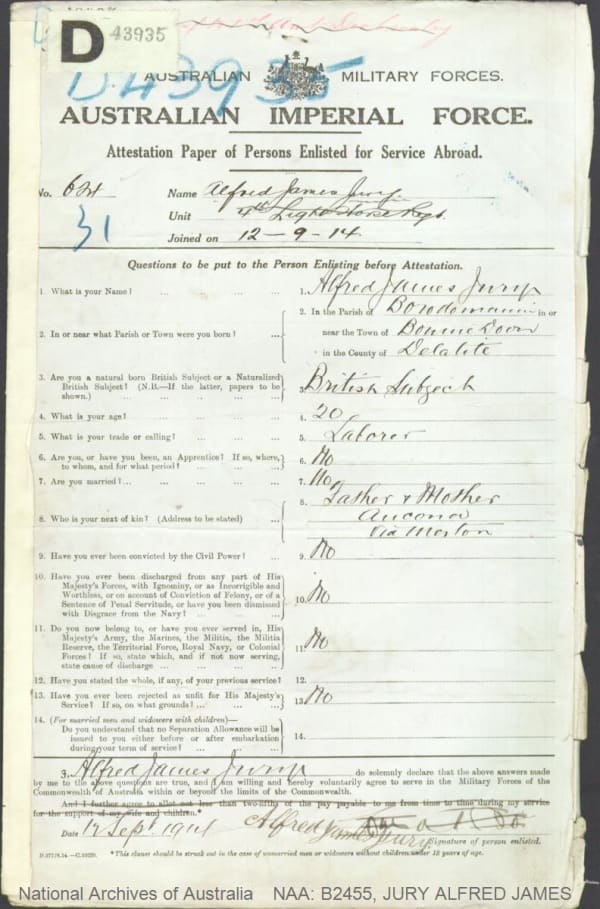 D 43935
D43935
AUSTRALIAN MILITARY FORCES.
AUSTRALIAN IMPERIAL FORCE.
Attestation Paper of Persons Enlisted for Service Abroad.
No. 624 Name Alfred James Jury
31 Unit 4th Light Horse Regt.
Joined on 12-9-14
Questions to be put to the Person Enlisting before Attestation.
1. What is your Name? ... ... ... 1. Alfred James Jury
2. In or near what Parish or Town were you born? ... 2. In the Parish of in or
near the Town of Bonnie Doon
in the County of Delatite
3. Are you a natural born British Subject or a Naturalized
British Subject? (N.B.—If the latter, papers to be
shown.) ... ... ... ... 3. British Subject
4. What is your age? ... ... ... 4. 20
5. What is your trade or calling? ... ... ... 5. Laborer
6. Are you, or have you been, an Apprentice? If so, where,
to whom, and for what period? ... ... 6. No
7. Are you married?... ... ... ... 7. No
8. Who is your next of kin? (Address to be stated) ... 8. Father & Mother
Ancona
Via Merton
9. Have you ever been convicted by the Civil Power? ... 9. No
10. Have you ever been discharged from any part of His
Majesty's Forces, with Ignominy, or as Incorrigible and
Worthless, or on account of Conviction of Felony, or of a
Sentence of Penal Servitude, or have you been dismissed
with Disgrace from the Navy? ... ... 10. No
11. Do you now belong to, or have you ever served in, His
Majesty's Army, the Marines, the Militia, the Militia
Reserve, the Territorial Force, Royal Navy, or Colonial
Forces? If so, state which, and if not now serving,
state cause of discharge ... ... ... 11. No
12. Have you stated the whole, if any, of your previous service? 12.
13. Have you ever been rejected as unfit for His Majesty's
Service? If so, on what grounds? ... ... 13. No
14. (For married men and widowers with children)—
Do you understand that no Separation Allowance will be
issued to you either before or after embarkation
during your term of service? ... ... ... 14.
I, Alfred James Jury do solemnly declare that the above answers made
by me to the above questions are true, and I am willing and hereby voluntarily agree to serve in the Military Forces of the
Commonwealth of Australia within or beyond the limits of the Commonwealth.
And I further agree to allot not less than two-fifths of the pay payable to me from time to time during my service
for the support of my wife and children.*
Date 12 Sept 1914 Alfred James Jury
Signature of person enlisted.
*This clause should be struck out in the case of unmarried men or widowers without children under 18 years of age.
National Archives of Australia NAA: B2455, JURY ALFRED JAMES